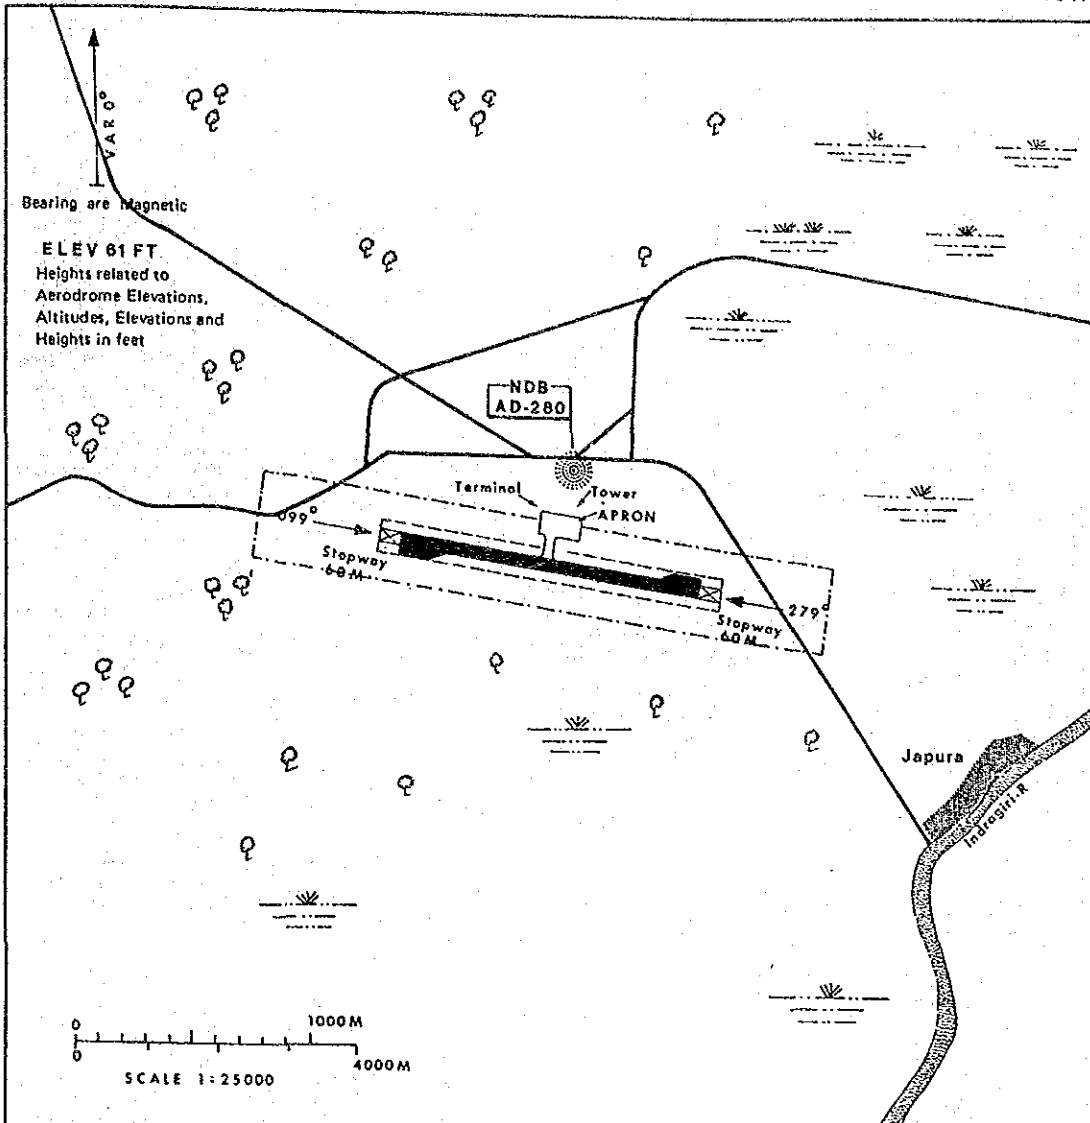 VAR 0°
Bearing are Magnetic
ELEV 61 FT
Heights related to
Aerodrome Elevations,
Altitudes, Elevations and
Heights in feet
NDB
AD-280
Terminal
Tower
APRON
099°
Stopway
60 M
279°
Stopway
60 M
Japura
Indragiri.R
0
1000M
0
4000M
SCALE 1:25000